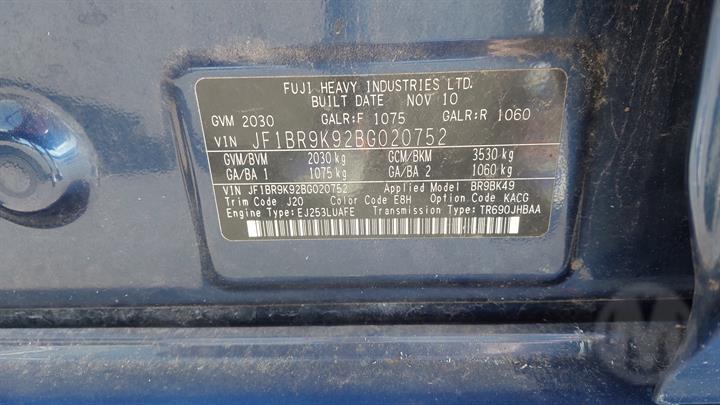 FUJI HEAVY INDUSTRIES LTD.
BUILT DATE NOV 10
GVM 2030 GALR:F 1075 GALR:R 1060
VIN JF1BR9K92BG020752
GVM/BVM 2030 kg GCM/BKM 3530 kg
GA/BA 1 1075 kg GA/BA 2 1060 kg
VIN JF1BR9K92BG020752 Applied Model BR9BK49
Trim Code J20 Color Code E8H Option Code KACG
Engine Type:EJ253LUAFE Transmission Type:TR690JHBAA
M